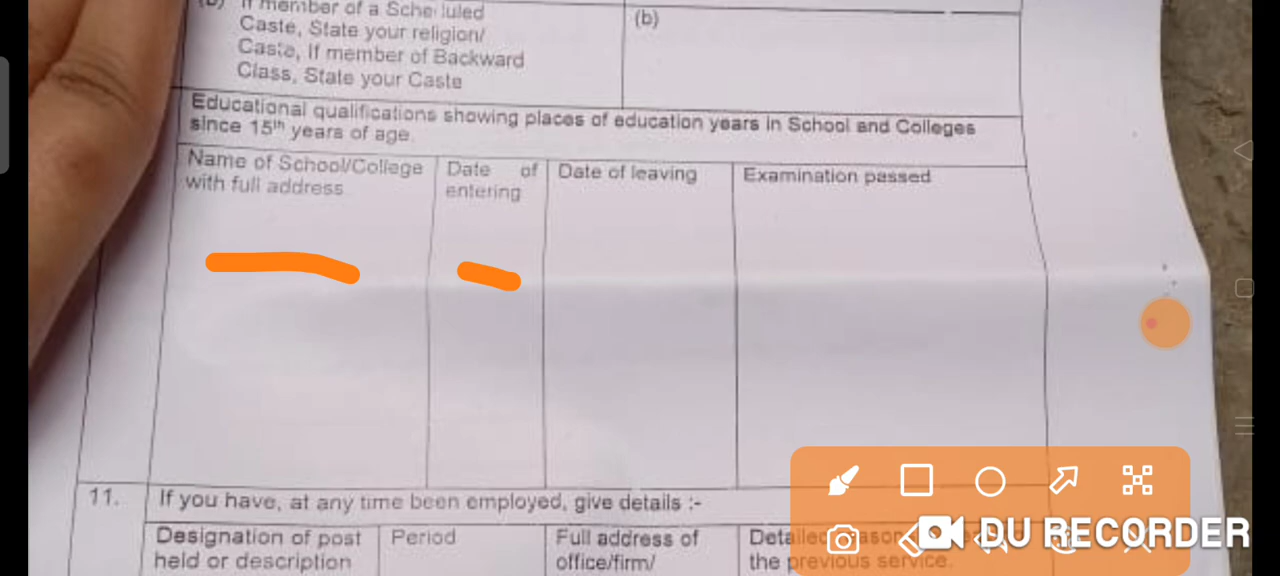 If member of a Scheduled
Caste, State your religion/
Caste, If member of Backward
Class, State your Caste
(b)
Educational qualifications showing places of education years in School and Colleges
since 15th years of age.
Name of School/College
with full address
Date of
entering
Date of leaving
Examination passed
11.
If you have, at any time been employed, give details :-
Designation of post
held or description
Period
Full address of
office/firm/
the previous service.
DU RECORDER